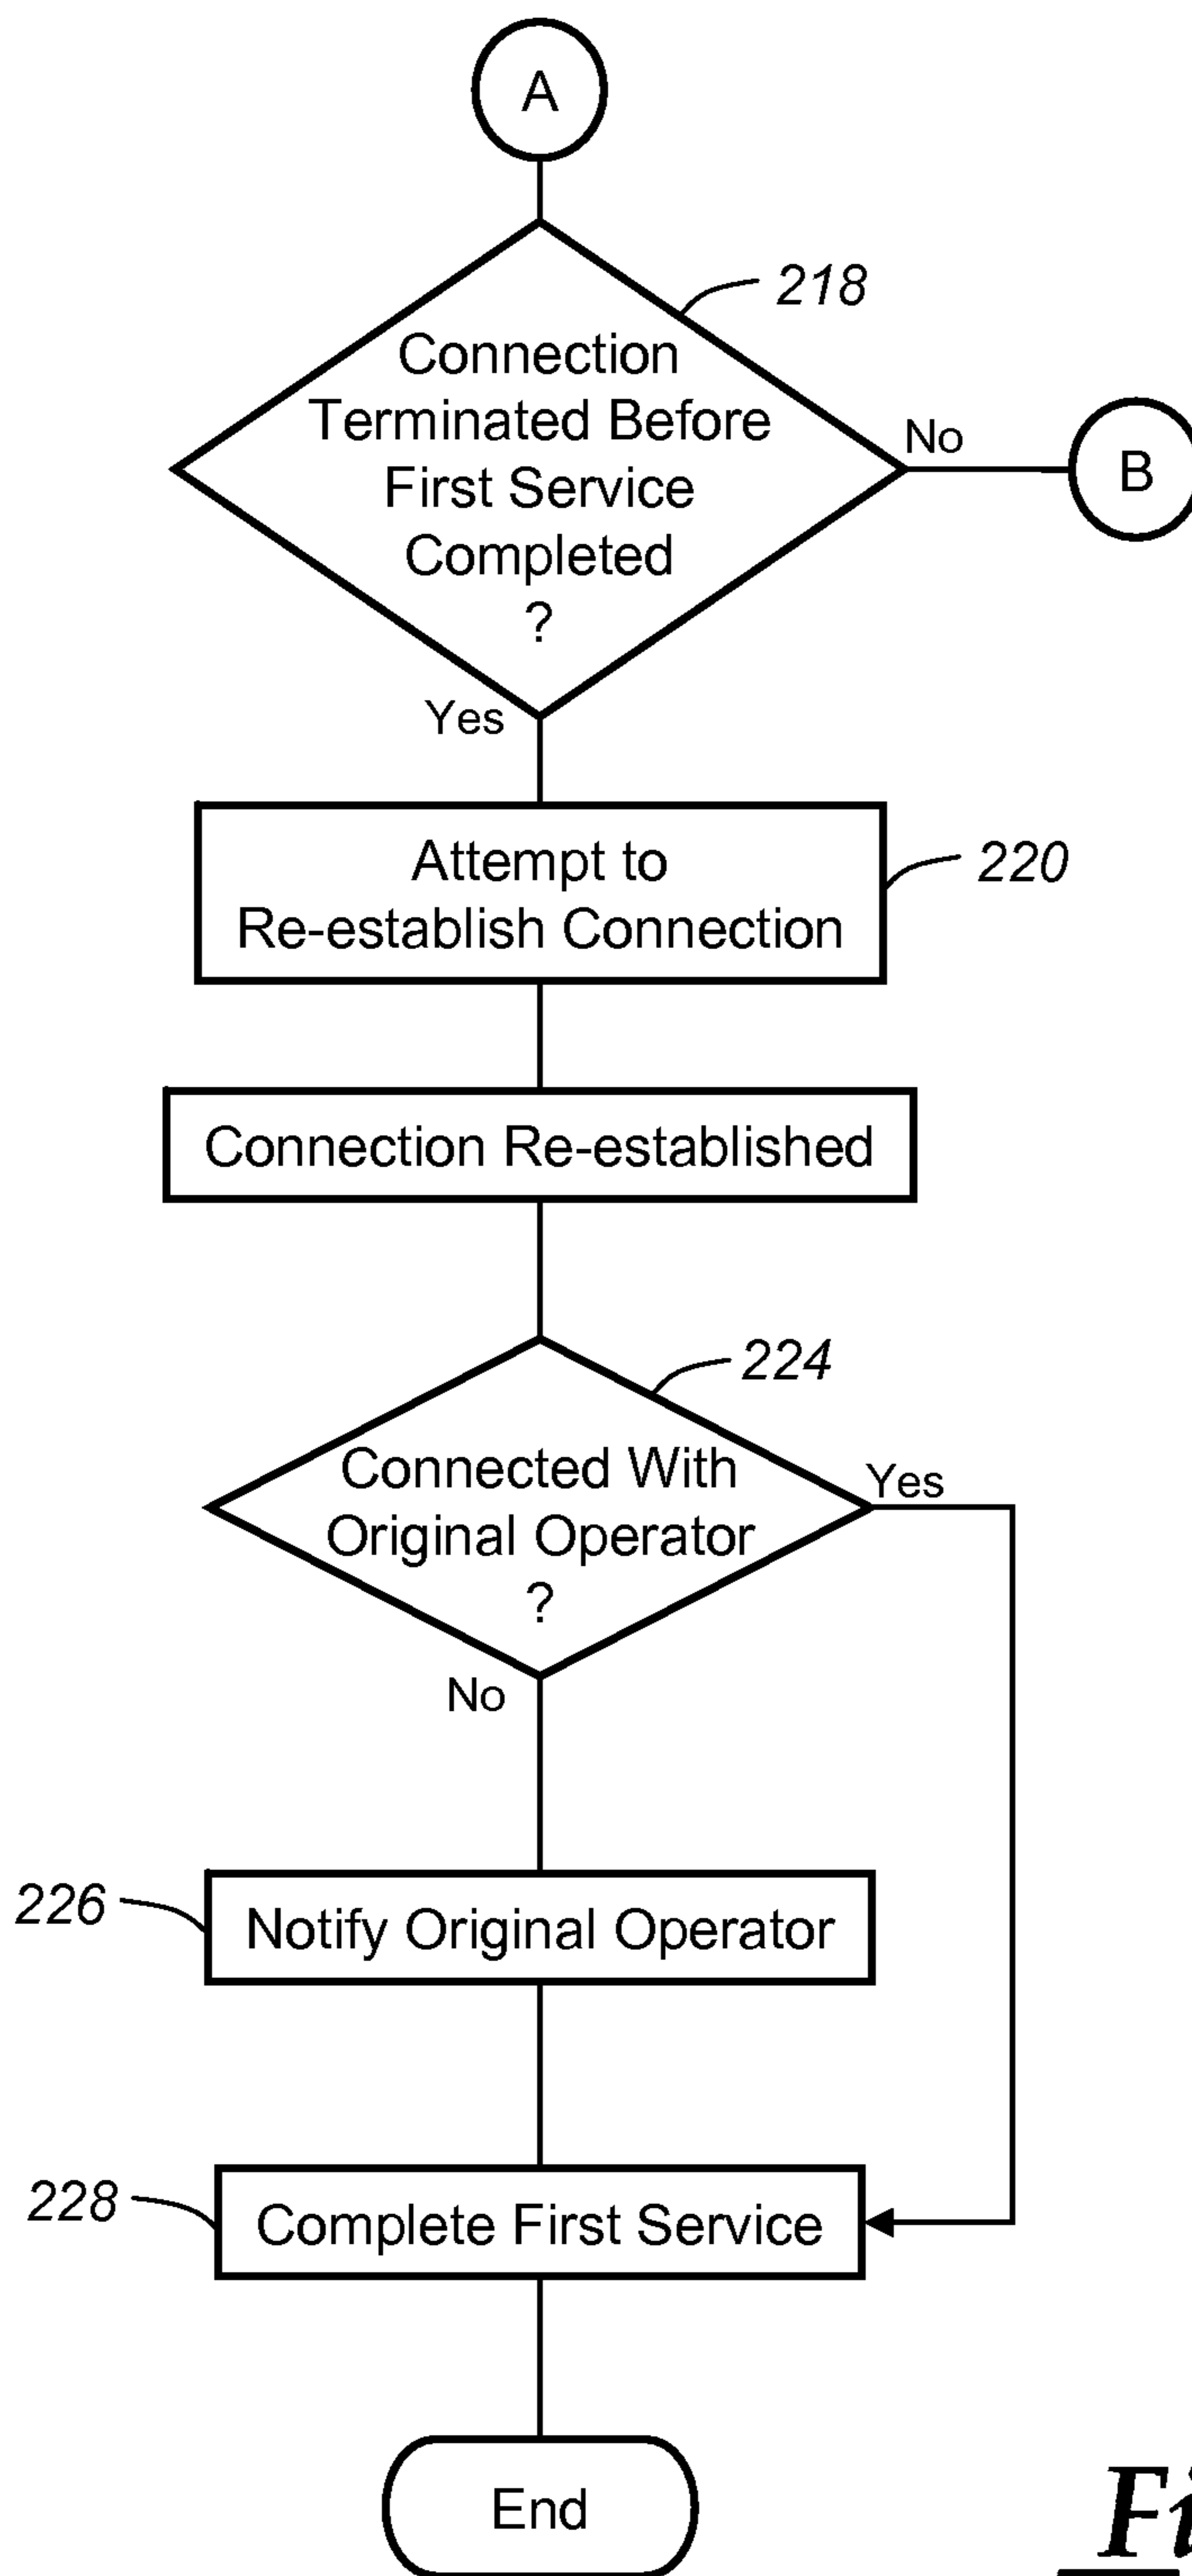 A
218
Connection
Terminated Before
First Service
Completed
?
No
B
Yes
Attempt to
Re-establish Connection
220
Connection Re-established
224
Connected With
Original Operator
?
Yes
No
226
Notify Original Operator
228
Complete First Service
End